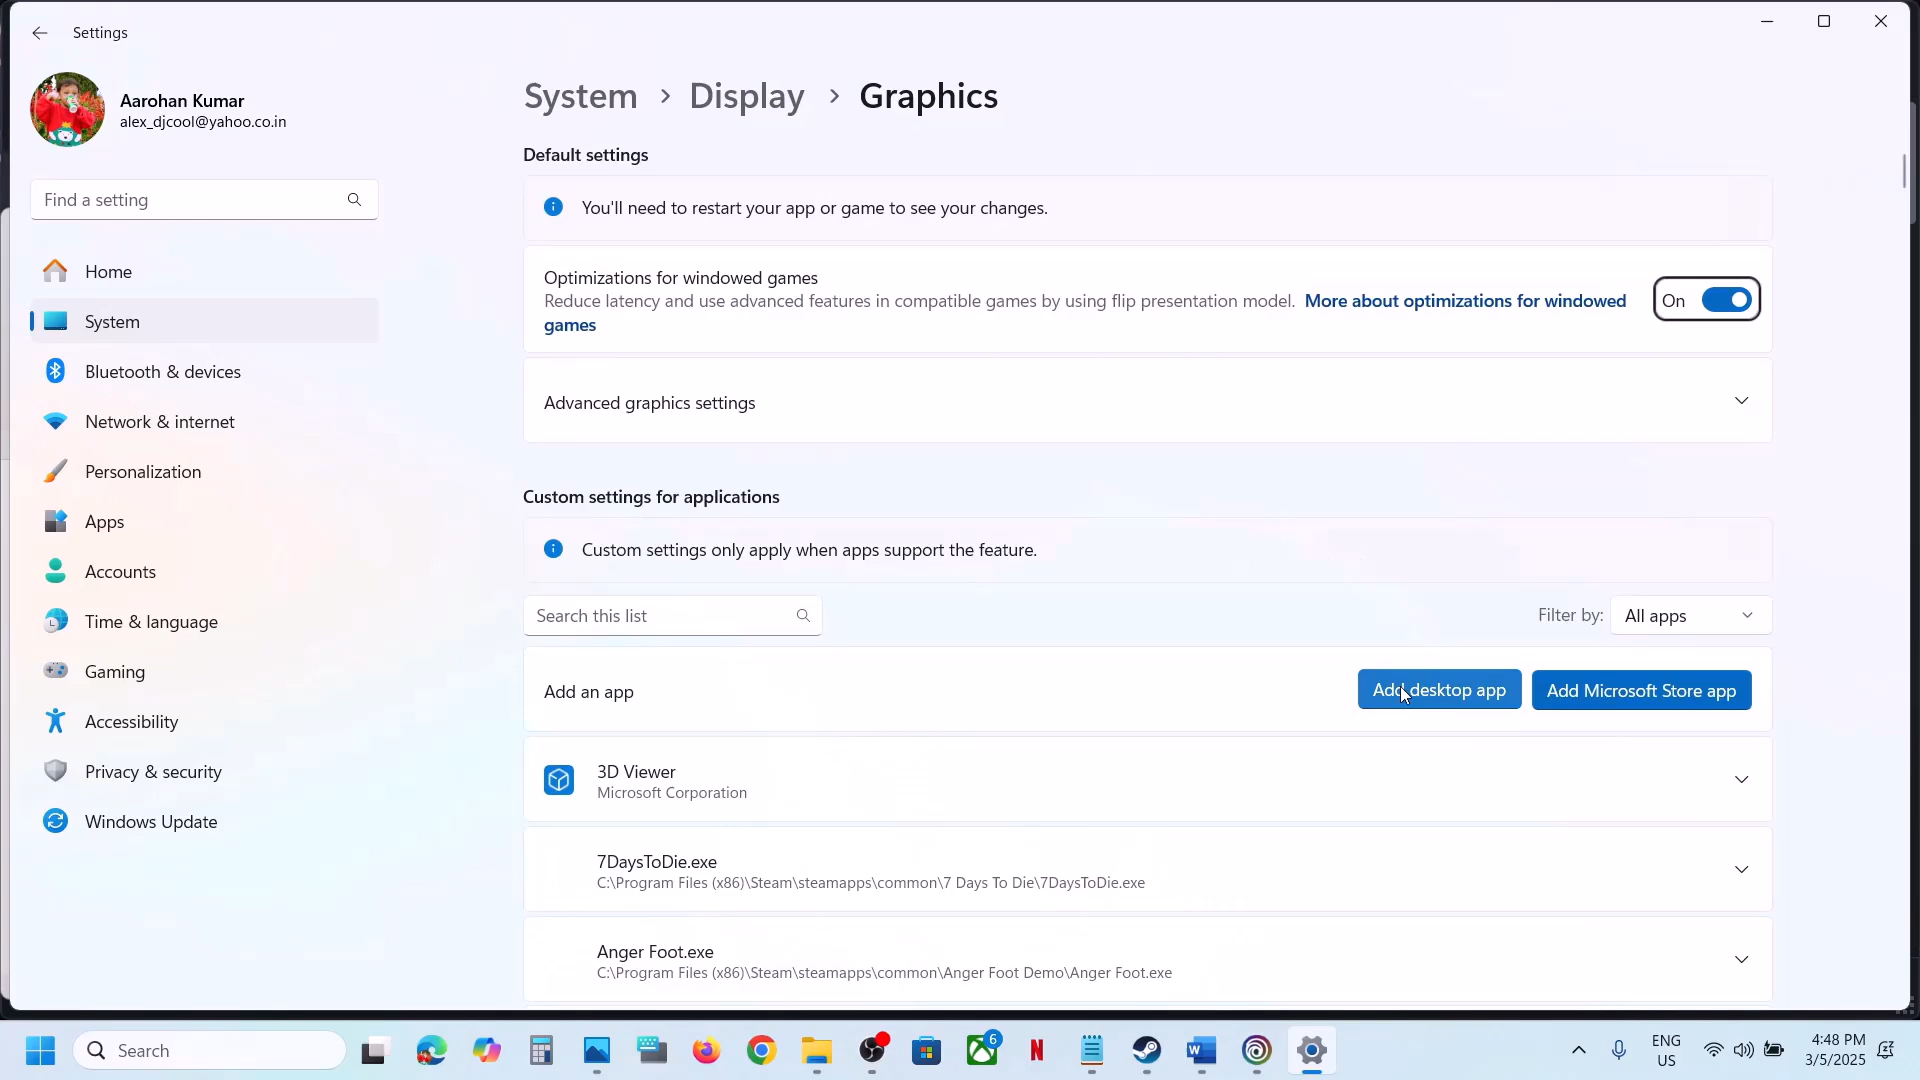 Settings
Aarohan Kumar
alex_djcool@yahoo.co.in
Find a setting
Home
System
Bluetooth & devices
Network & internet
Personalization
Apps
Accounts
Time & language
Gaming
Accessibility
Privacy & security
Windows Update
System > Display > Graphics
Default settings
You'll need to restart your app or game to see your changes.
Optimizations for windowed games
Reduce latency and use advanced features in compatible games by using flip presentation model. More about optimizations for windowed
games
On
Advanced graphics settings
Custom settings for applications
Custom settings only apply when apps support the feature.
Search this list
Filter by: All apps
Add an app
Add desktop app
Add Microsoft Store app
3D Viewer
Microsoft Corporation
7DaysToDie.exe
C:\Program Files (x86)\Steam\steamapps\common\7 Days To Die\7DaysToDie.exe
Anger Foot.exe
C:\Program Files (x86)\Steam\steamapps\common\Anger Foot Demo\Anger Foot.exe
Search
6
ENG
US
4:48 PM
3/5/2025